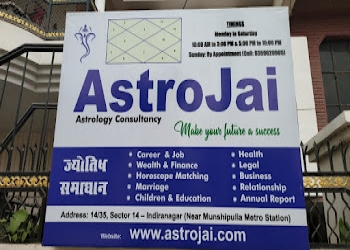 TIMINGS
Monday to Saturday
10:00 AM to 2:00 PM & 5:00 PM to 10:00 PM
Sunday: By Appointment (Call:
AstroJai
Astrology Consultancy
Make your future a success
ज्योतिष
समाधान
• Career & Job
• Wealth & Finance
• Horoscope Matching
• Marriage
• Children & Education
• Health
• Legal
• Business
• Relationship
• Annual Report
Address: 14/35, Sector 14 - Indiranagar (Near Munshipulia Metro Station)
Website: www.astrojai.com